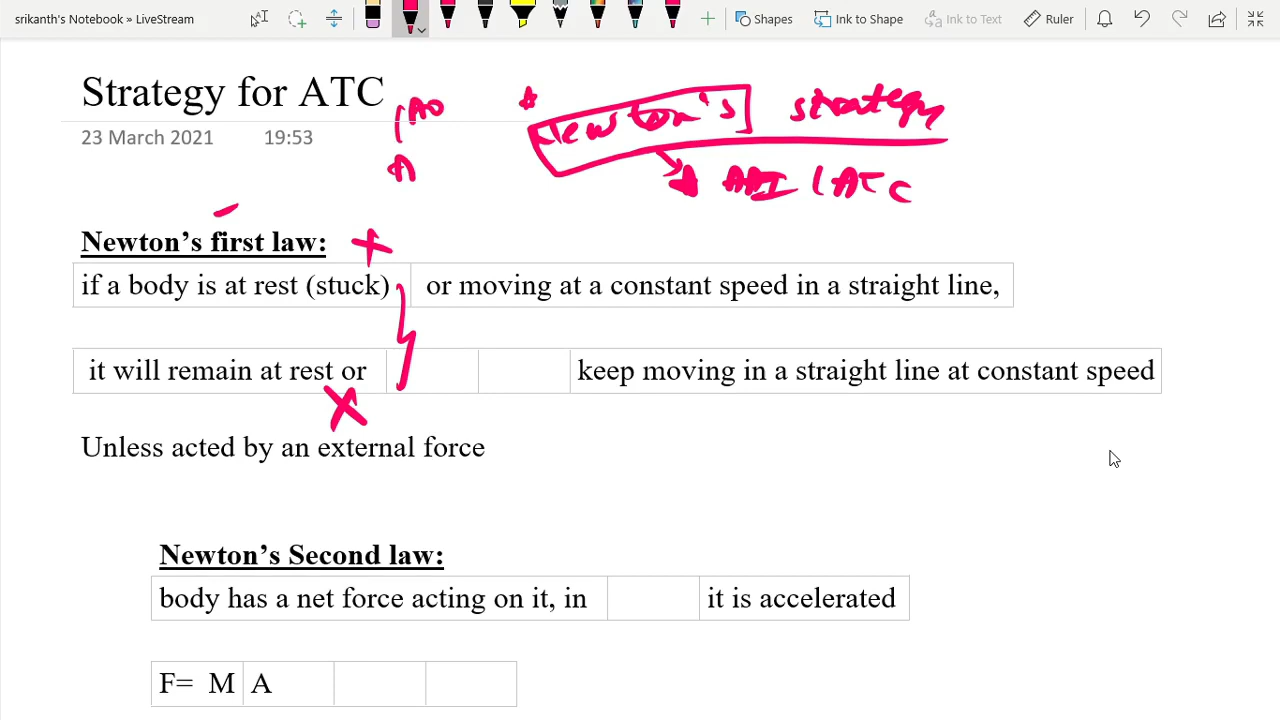 srikanth's Notebook » LiveStream
Shapes Ink to Shape Ink to Text Ruler
Strategy for ATC
23 March 2021 19:53
Newton's strategy
AAI (ATC
Newton's first law:
if a body is at rest (stuck) or moving at a constant speed in a straight line,
it will remain at rest or keep moving in a straight line at constant speed
Unless acted by an external force
Newton's Second law:
body has a net force acting on it, in it is accelerated
F= M A